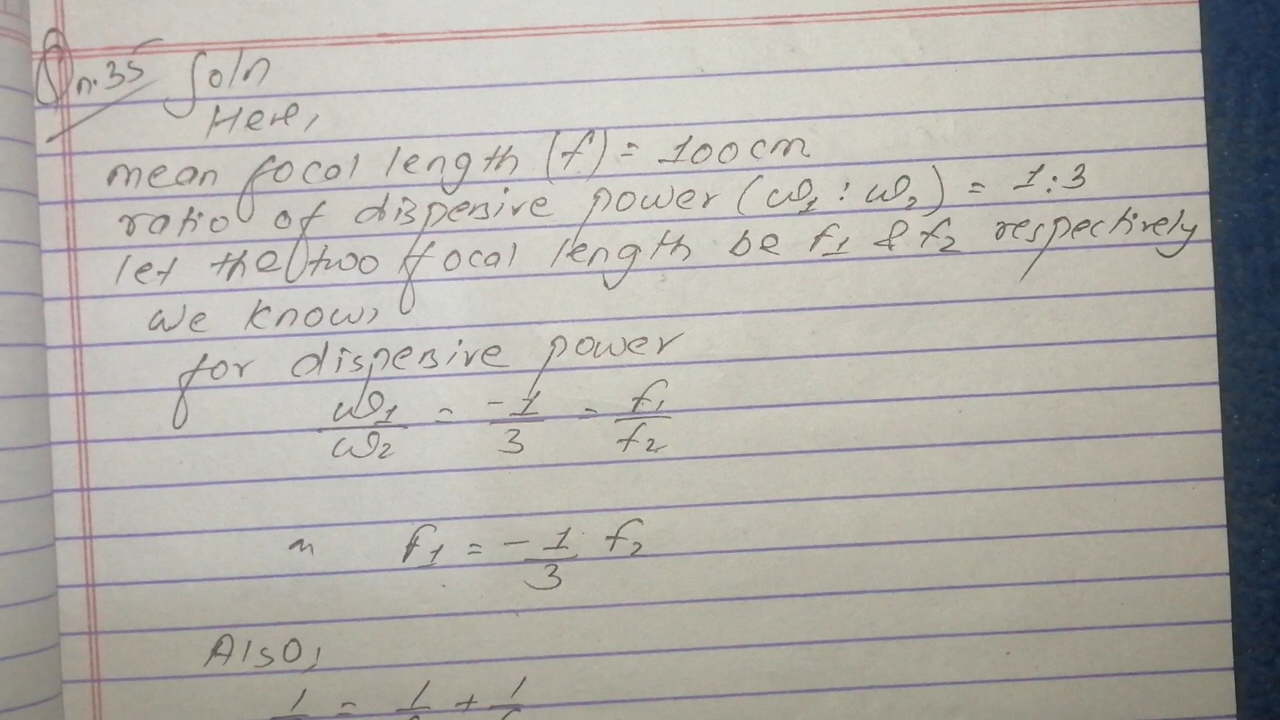 Qn.35 Soln
Here,
mean focal length (f) = 100cm
ratio of dispersive power (ω1 : ω2) = 1:3
let the two focal length be f1 & f2 respectively
we know,
for dispersive power
ω1/ω2 = -1/3 = f1/f2
f1 = -1/3 f2
Also,